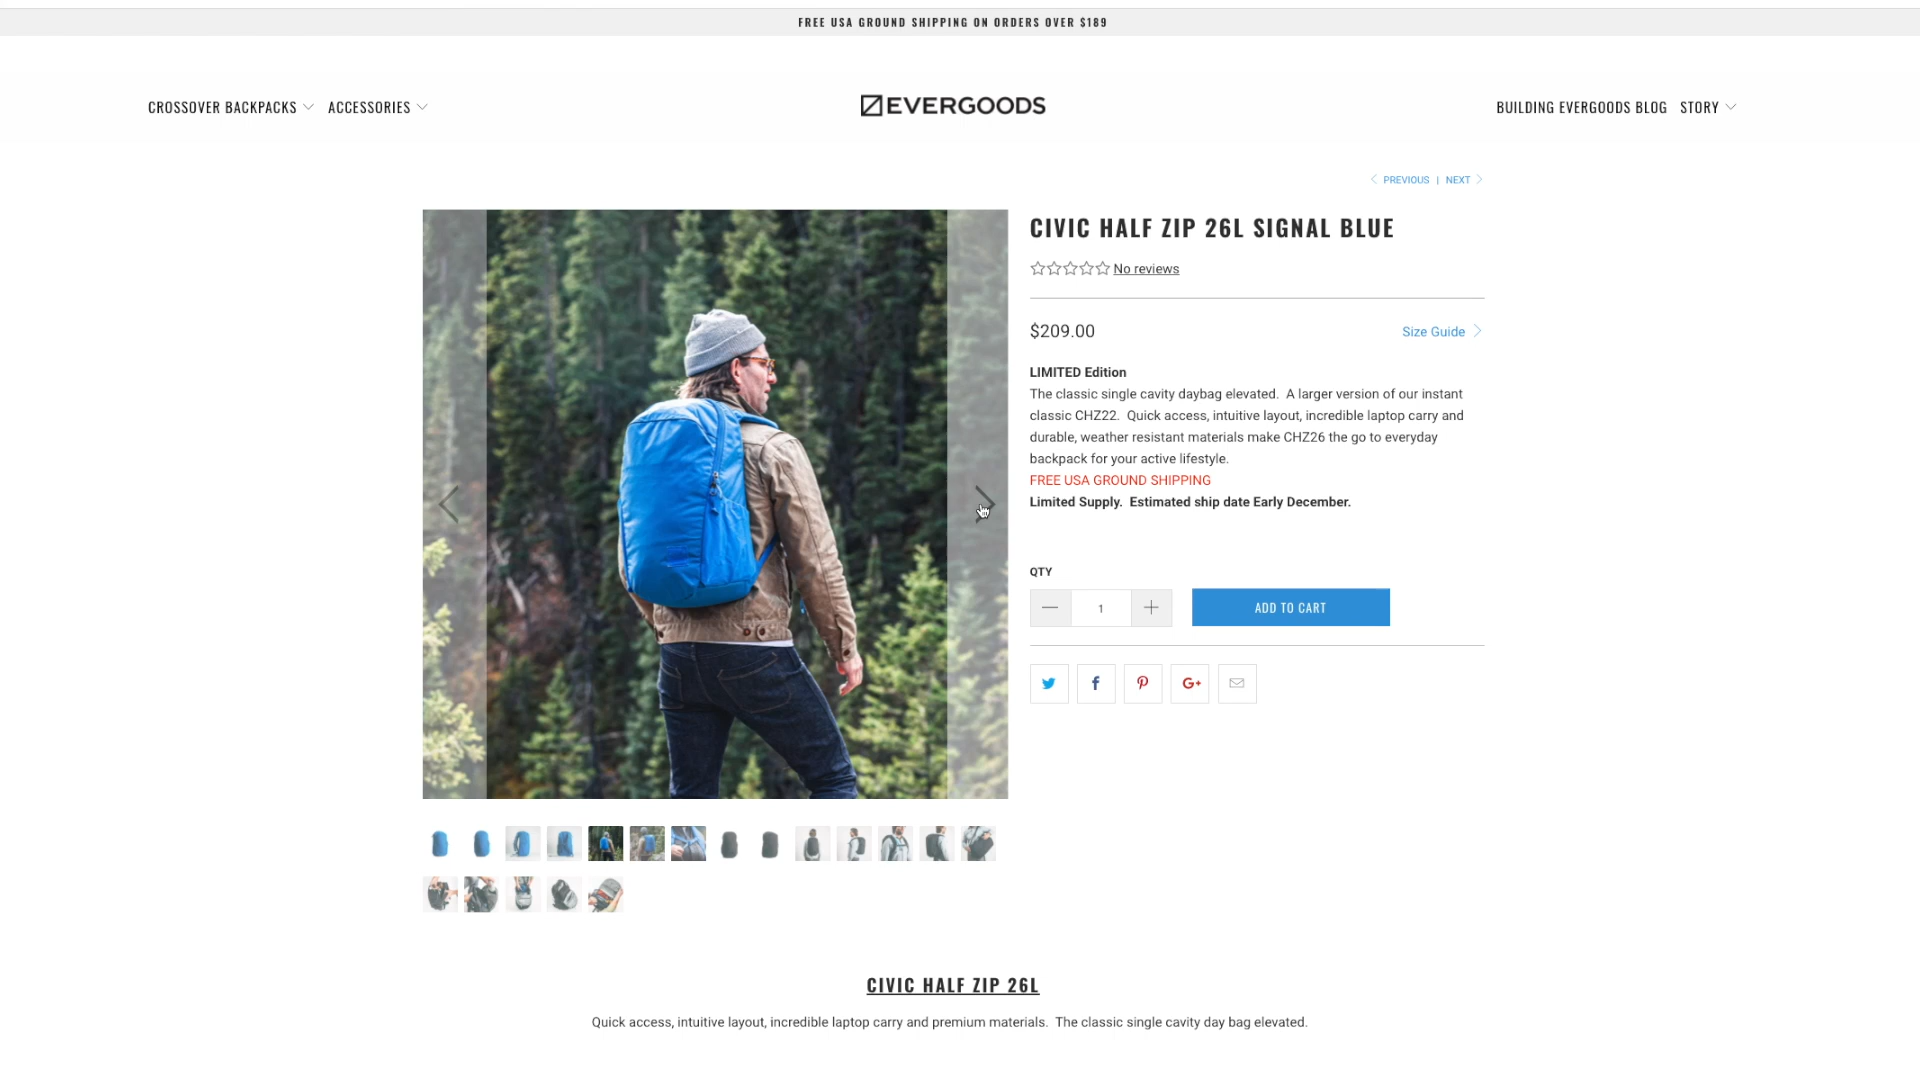 FREE USA GROUND SHIPPING ON ORDERS OVER $189
CROSSOVER BACKPACKS
ACCESSORIES
EVERGOODS
BUILDING EVERGOODS BLOG
STORY
PREVIOUS | NEXT
CIVIC HALF ZIP 26L SIGNAL BLUE
No reviews
$209.00
Size Guide
LIMITED Edition
The classic single cavity daybag elevated.  A larger version of our instant
classic CHZ22.  Quick access, intuitive layout, incredible laptop carry and
durable, weather resistant materials make CHZ26 the go to everyday
backpack for your active lifestyle.
FREE USA GROUND SHIPPING
Limited Supply.  Estimated ship date Early December.
QTY
1
ADD TO CART
CIVIC HALF ZIP 26L
Quick access, intuitive layout, incredible laptop carry and premium materials.  The classic single cavity day bag elevated.